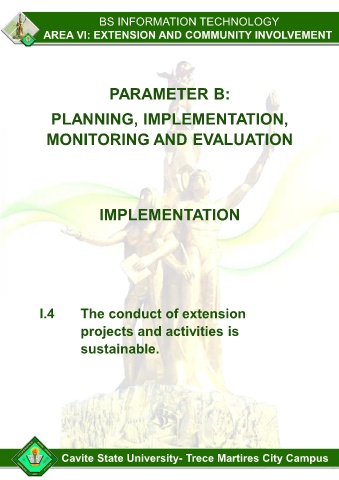 BS INFORMATION TECHNOLOGY
AREA VI: EXTENSION AND COMMUNITY INVOLVEMENT
PARAMETER B:
PLANNING, IMPLEMENTATION,
MONITORING AND EVALUATION
IMPLEMENTATION
I.4 The conduct of extension
projects and activities is
sustainable.
Cavite State University- Trece Martires City Campus